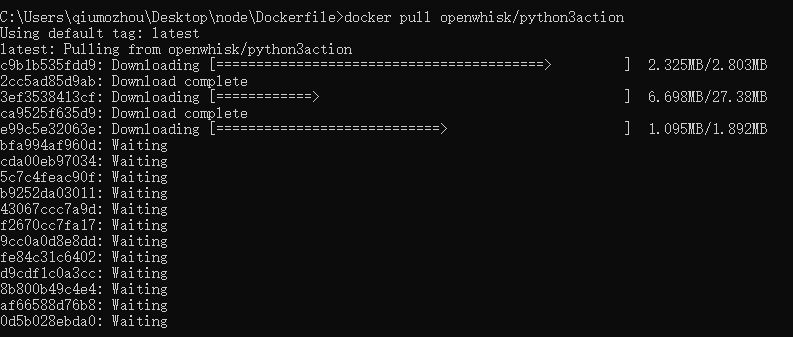 C:\Users\qiumozhou\Desktop\node\Dockerfile>docker pull openwhisk/python3action
Using default tag: latest
latest: Pulling from openwhisk/python3action
c9b1b535fdd9: Downloading [=========================================>         ]  2.325MB/2.803MB
2cc5ad85d9ab: Download complete
3ef3538413cf: Downloading [============>                                      ]  6.698MB/27.38MB
ca9525f635d9: Download complete
e99c5e32063e: Downloading [============================>                      ]  1.095MB/1.892MB
bfa994af960d: Waiting
cda00eb97034: Waiting
5c7c4feac90f: Waiting
b9252da03011: Waiting
43067ccc7a9d: Waiting
f2670cc7fa17: Waiting
9cc0a0d8e8dd: Waiting
fe84c31c6402: Waiting
d9cdf1c0a3cc: Waiting
8b800b49c4e4: Waiting
af66588d76b8: Waiting
0d5b028ebda0: Waiting